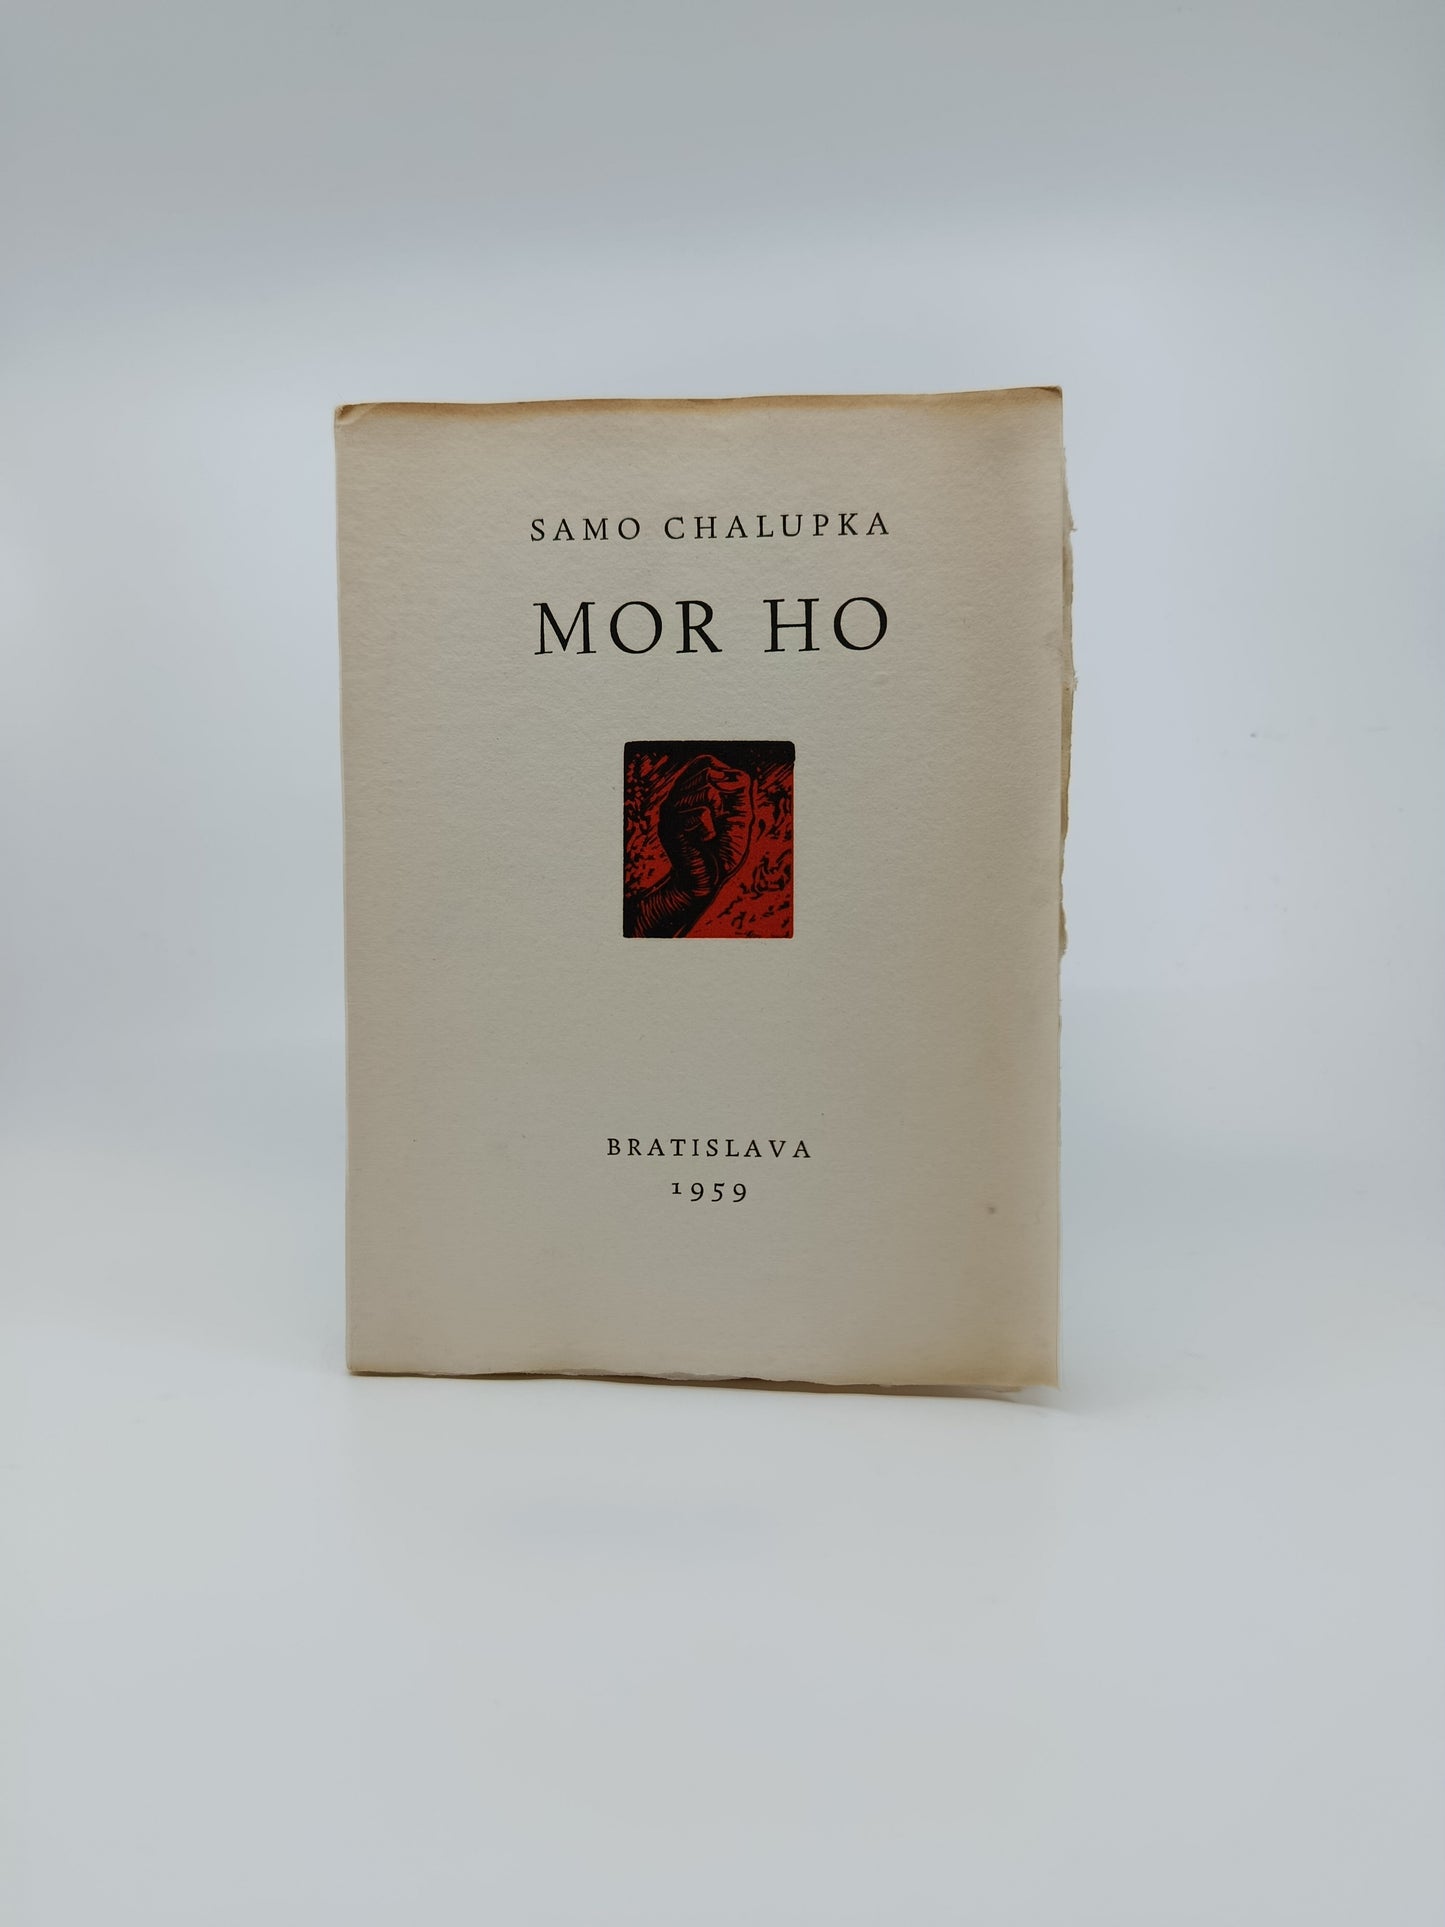 SAMO CHALUPKA
MOR HO
BRATISLAVA
1959